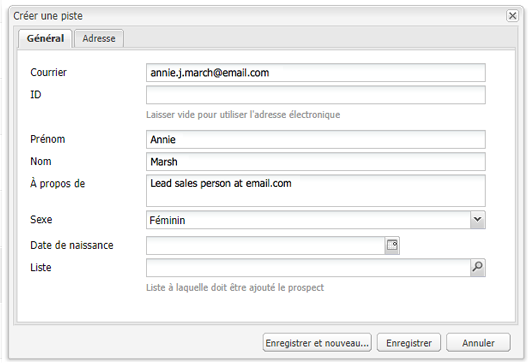 Créer une piste
Général Adresse
Courrier annie.j.march@email.com
ID
Laisser vide pour utiliser l'adresse électronique
Prénom Annie
Nom Marsh
À propos de Lead sales person at email.com
Sexe Féminin
Date de naissance
Liste
Liste à laquelle doit être ajouté le prospect
Enregistrer et nouveau... Enregistrer Annuler